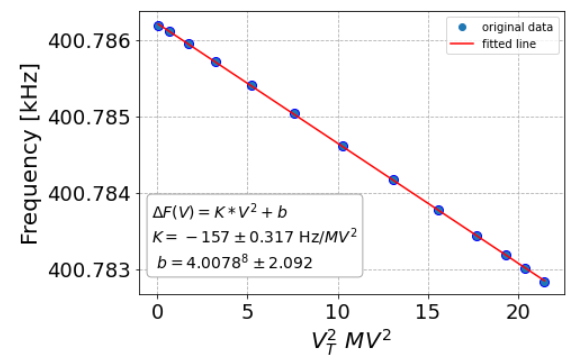 400.786
400.785
400.784
400.783
Frequency [kHz]
original data
fitted line
ΔF(V) = K * V² + b
K = − 157 ± 0.317 Hz/MV²
b = 4.0078⁸ ± 2.092
0 5 10 15 20
V_T² MV²